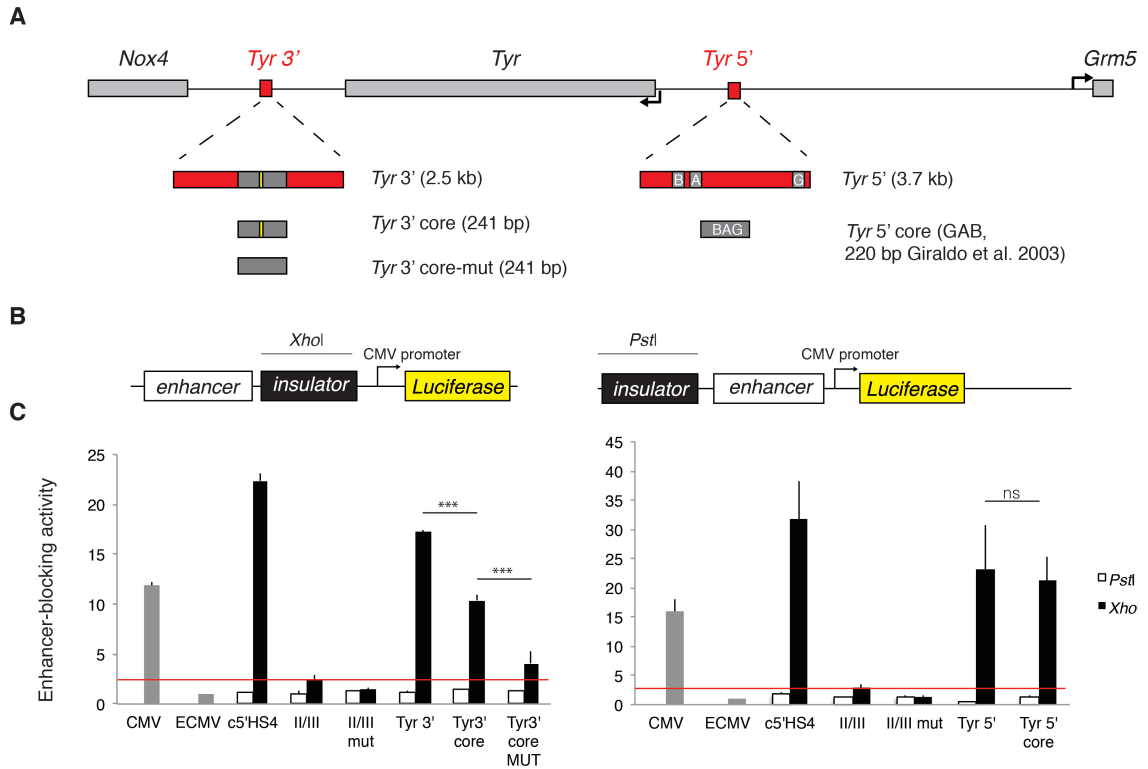 A
Nox4
Tyr 3’
Tyr
Tyr 5’
Grm5
B
A
G
Tyr 3’ (2.5 kb)
Tyr 5’ (3.7 kb)
Tyr 3’ core (241 bp)
BAG
Tyr 5’ core (GAB,
220 bp Giraldo et al. 2003)
Tyr 3’ core-mut (241 bp)
B
XhoI
CMV promoter
enhancer
insulator
Luciferase
PstI
CMV promoter
insulator
enhancer
Luciferase
C
Enhancer-blocking activity
25
20
15
10
5
0
***
***
CMV
ECMV
c5'HS4
II/III
II/III
mut
Tyr 3'
Tyr3'
core
Tyr3'
core
MUT
45
40
35
30
25
20
15
10
5
0
ns
CMV
ECMV
c5'HS4
II/III
II/III mut
Tyr 5'
Tyr 5'
core
PstI
Xho